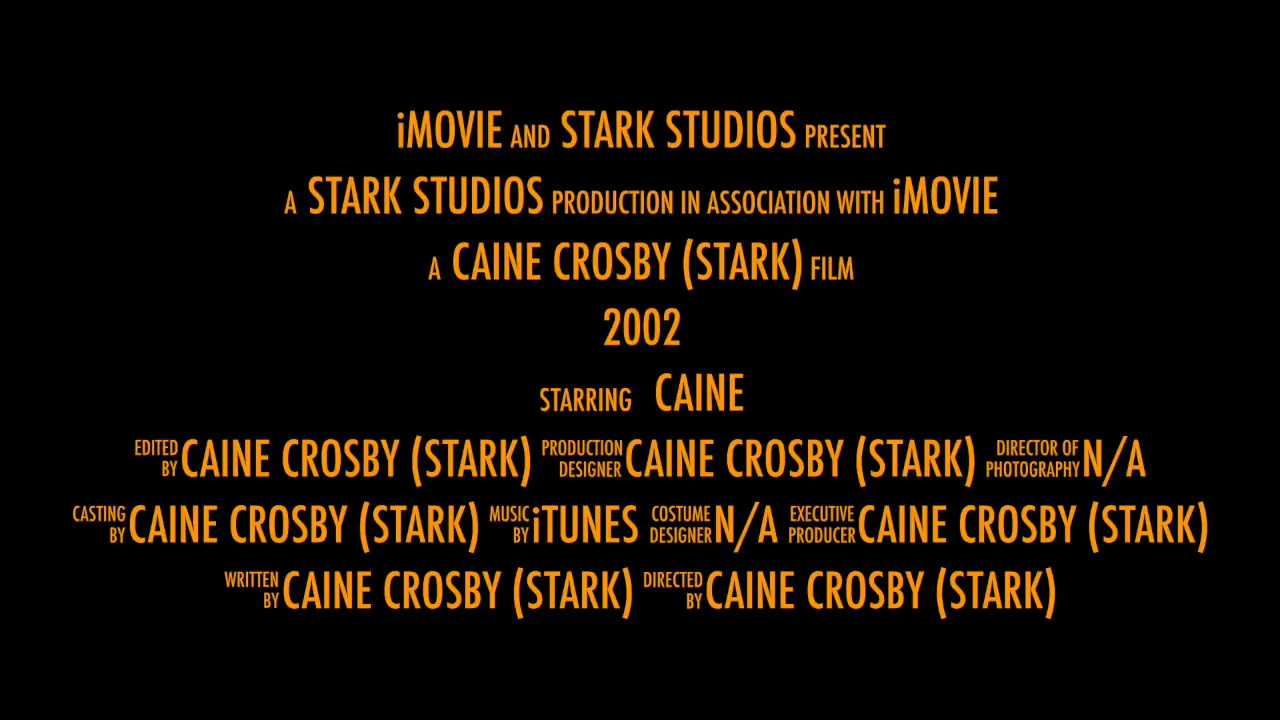 iMOVIE AND STARK STUDIOS PRESENT
A STARK STUDIOS PRODUCTION IN ASSOCIATION WITH iMOVIE
A CAINE CROSBY (STARK) FILM
2002
STARRING CAINE
EDITED BY CAINE CROSBY (STARK) PRODUCTION DESIGNER CAINE CROSBY (STARK) DIRECTOR OF PHOTOGRAPHY N/A
CASTING BY CAINE CROSBY (STARK) MUSIC BY iTUNES COSTUME DESIGNER N/A EXECUTIVE PRODUCER CAINE CROSBY (STARK)
WRITTEN BY CAINE CROSBY (STARK) DIRECTED BY CAINE CROSBY (STARK)